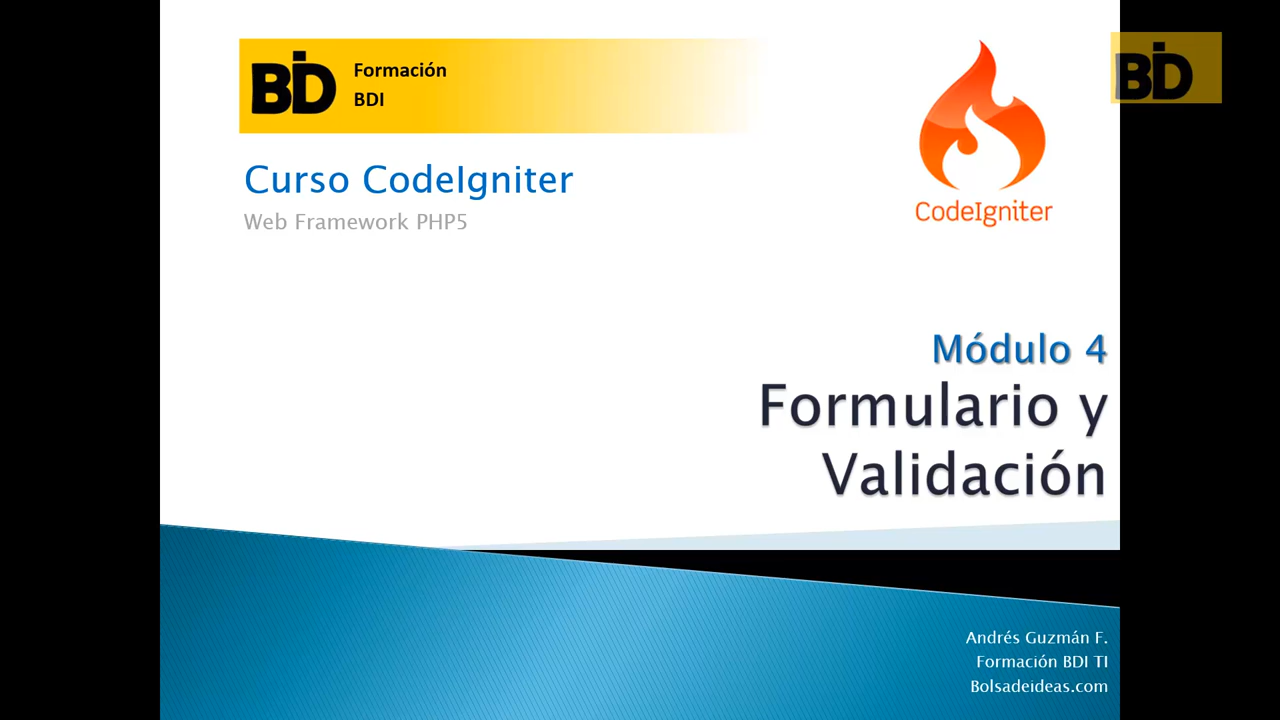 BID
Formación
BDI
BID
Curso CodeIgniter
Web Framework PHP5
CodeIgniter
Módulo 4
Formulario y
Validación
Andrés Guzmán F.
Formación BDI TI
Bolsadeideas.com